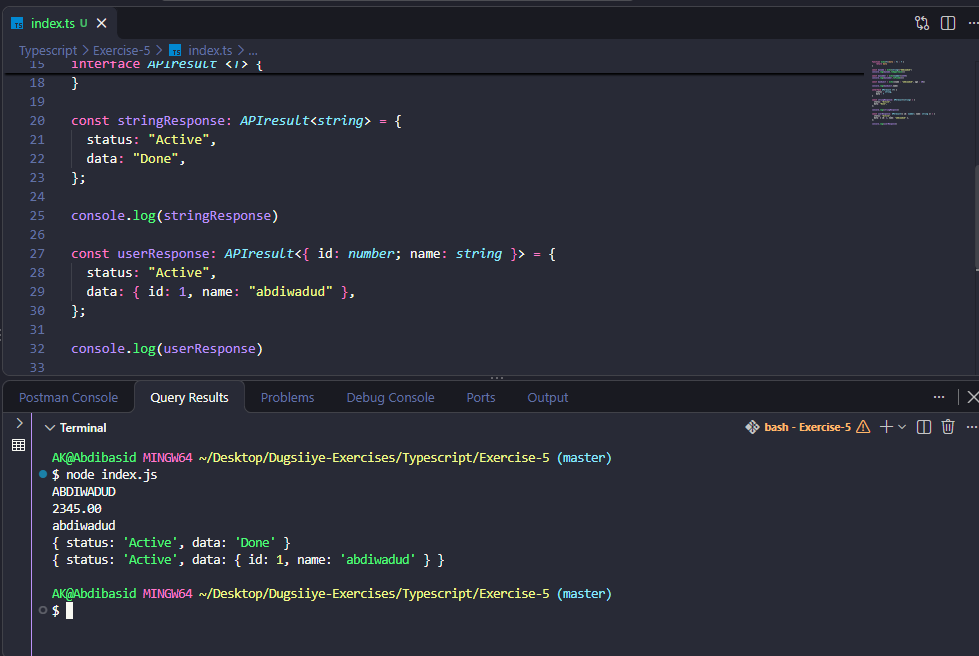 TS index.ts U
Typescript > Exercise-5 > TS index.ts > ...
15 interface APIresult <T> {
18 }
19
20 const stringResponse: APIresult<string> = {
21 status: "Active",
22 data: "Done",
23 };
24
25 console.log(stringResponse)
26
27 const userResponse: APIresult<{ id: number; name: string }> = {
28 status: "Active",
29 data: { id: 1, name: "abdiwadud" },
30 };
31
32 console.log(userResponse)
33
Postman Console Query Results Problems Debug Console Ports Output
Terminal bash - Exercise-5
AK@Abdibasid MINGW64 ~/Desktop/Dugsiiye-Exercises/Typescript/Exercise-5 (master)
$ node index.js
ABDIWADUD
2345.00
abdiwadud
{ status: 'Active', data: 'Done' }
{ status: 'Active', data: { id: 1, name: 'abdiwadud' } }
AK@Abdibasid MINGW64 ~/Desktop/Dugsiiye-Exercises/Typescript/Exercise-5 (master)
$